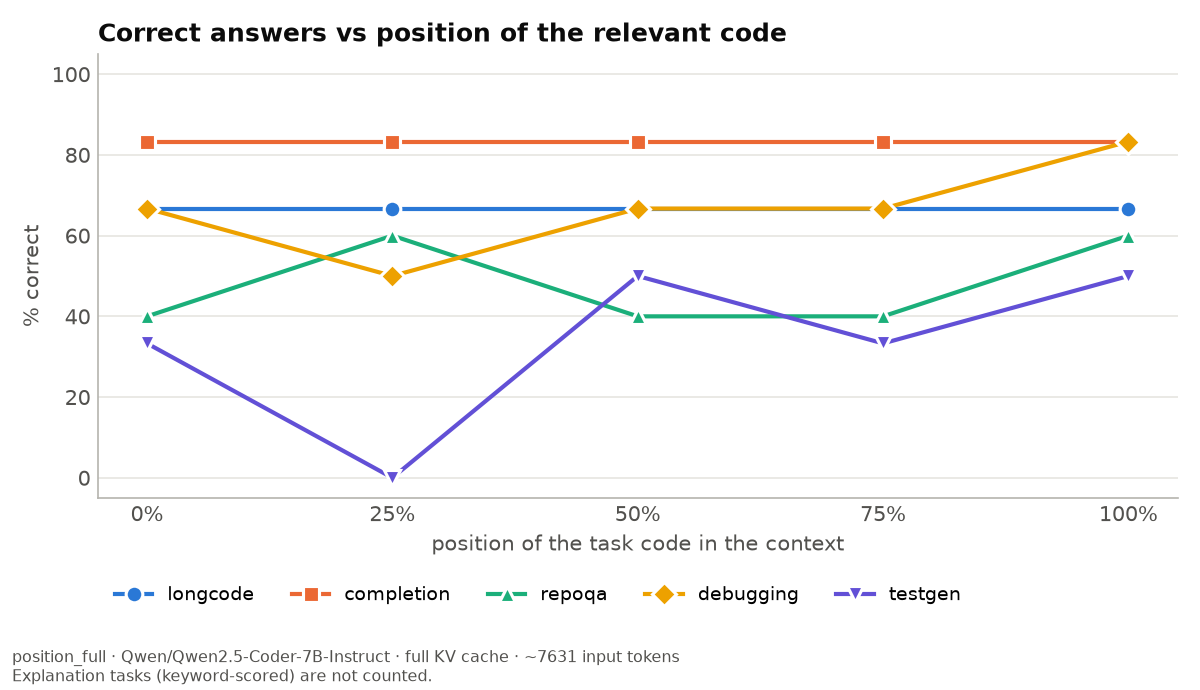 Correct answers vs position of the relevant code
100
80
60
40
20
0
% correct
0% 25% 50% 75% 100%
position of the task code in the context
longcode completion repoqa debugging testgen
position_full · Qwen/Qwen2.5-Coder-7B-Instruct · full KV cache · ~7631 input tokens
Explanation tasks (keyword-scored) are not counted.